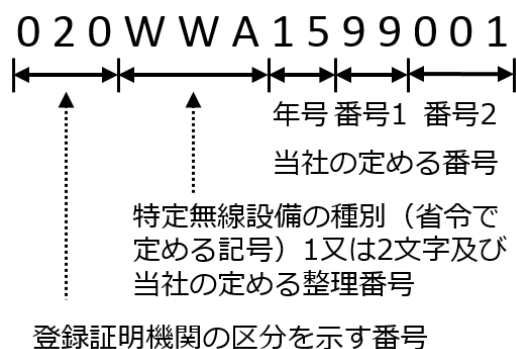 020WWA1599001
年号 番号1 番号2
当社の定める番号
特定無線設備の種別（省令で
定める記号）1又は2文字及び
当社の定める整理番号
登録証明機関の区分を示す番号